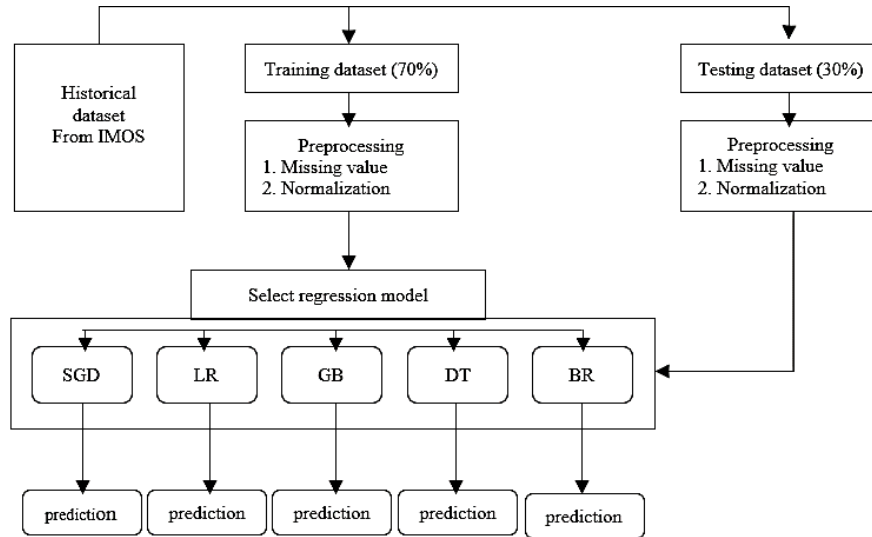 Historical
dataset
From IMOS
Training dataset (70%)
Testing dataset (30%)
Preprocessing
1. Missing value
2. Normalization
Preprocessing
1. Missing value
2. Normalization
Select regression model
SGD
LR
GB
DT
BR
prediction
prediction
prediction
prediction
prediction